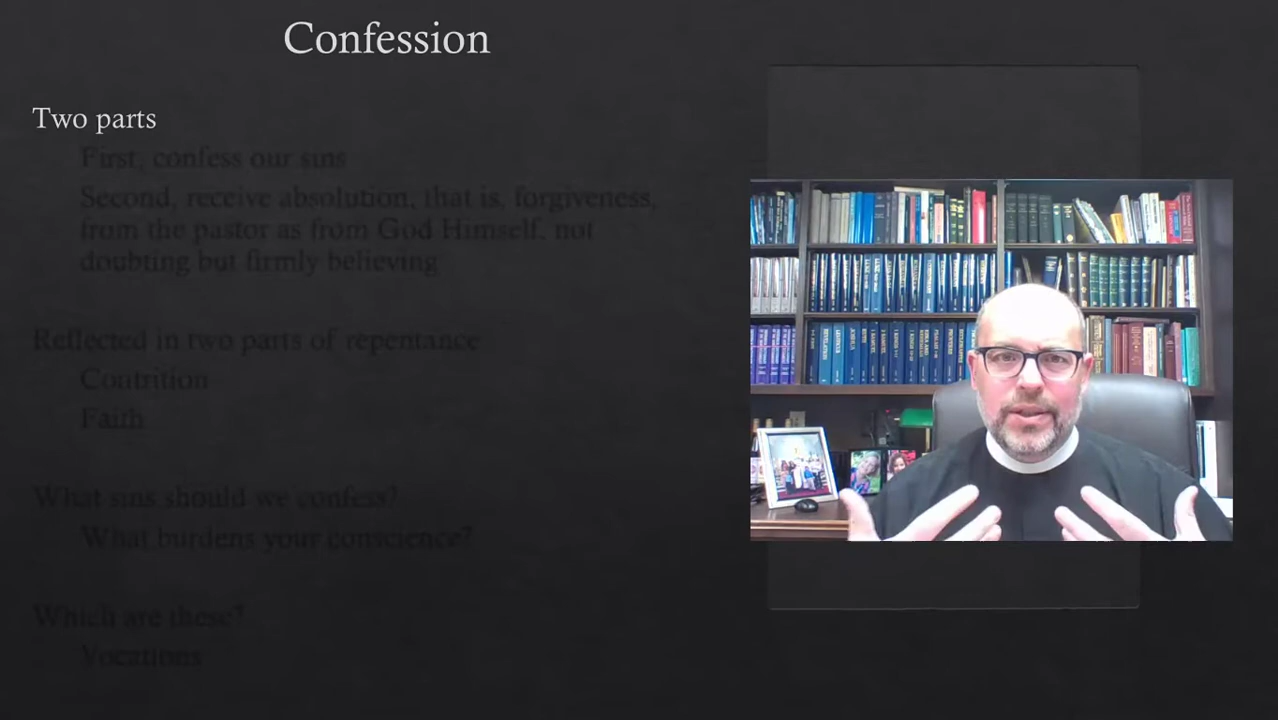 Confession
Two parts
First, confess our sins
Second, receive absolution, that is, forgiveness,
from the pastor as from God Himself, not
doubting but firmly believing
Reflected in two parts of repentance
Contrition
Faith
What sins should we confess?
What burdens your conscience?
Which are these?
Vocations